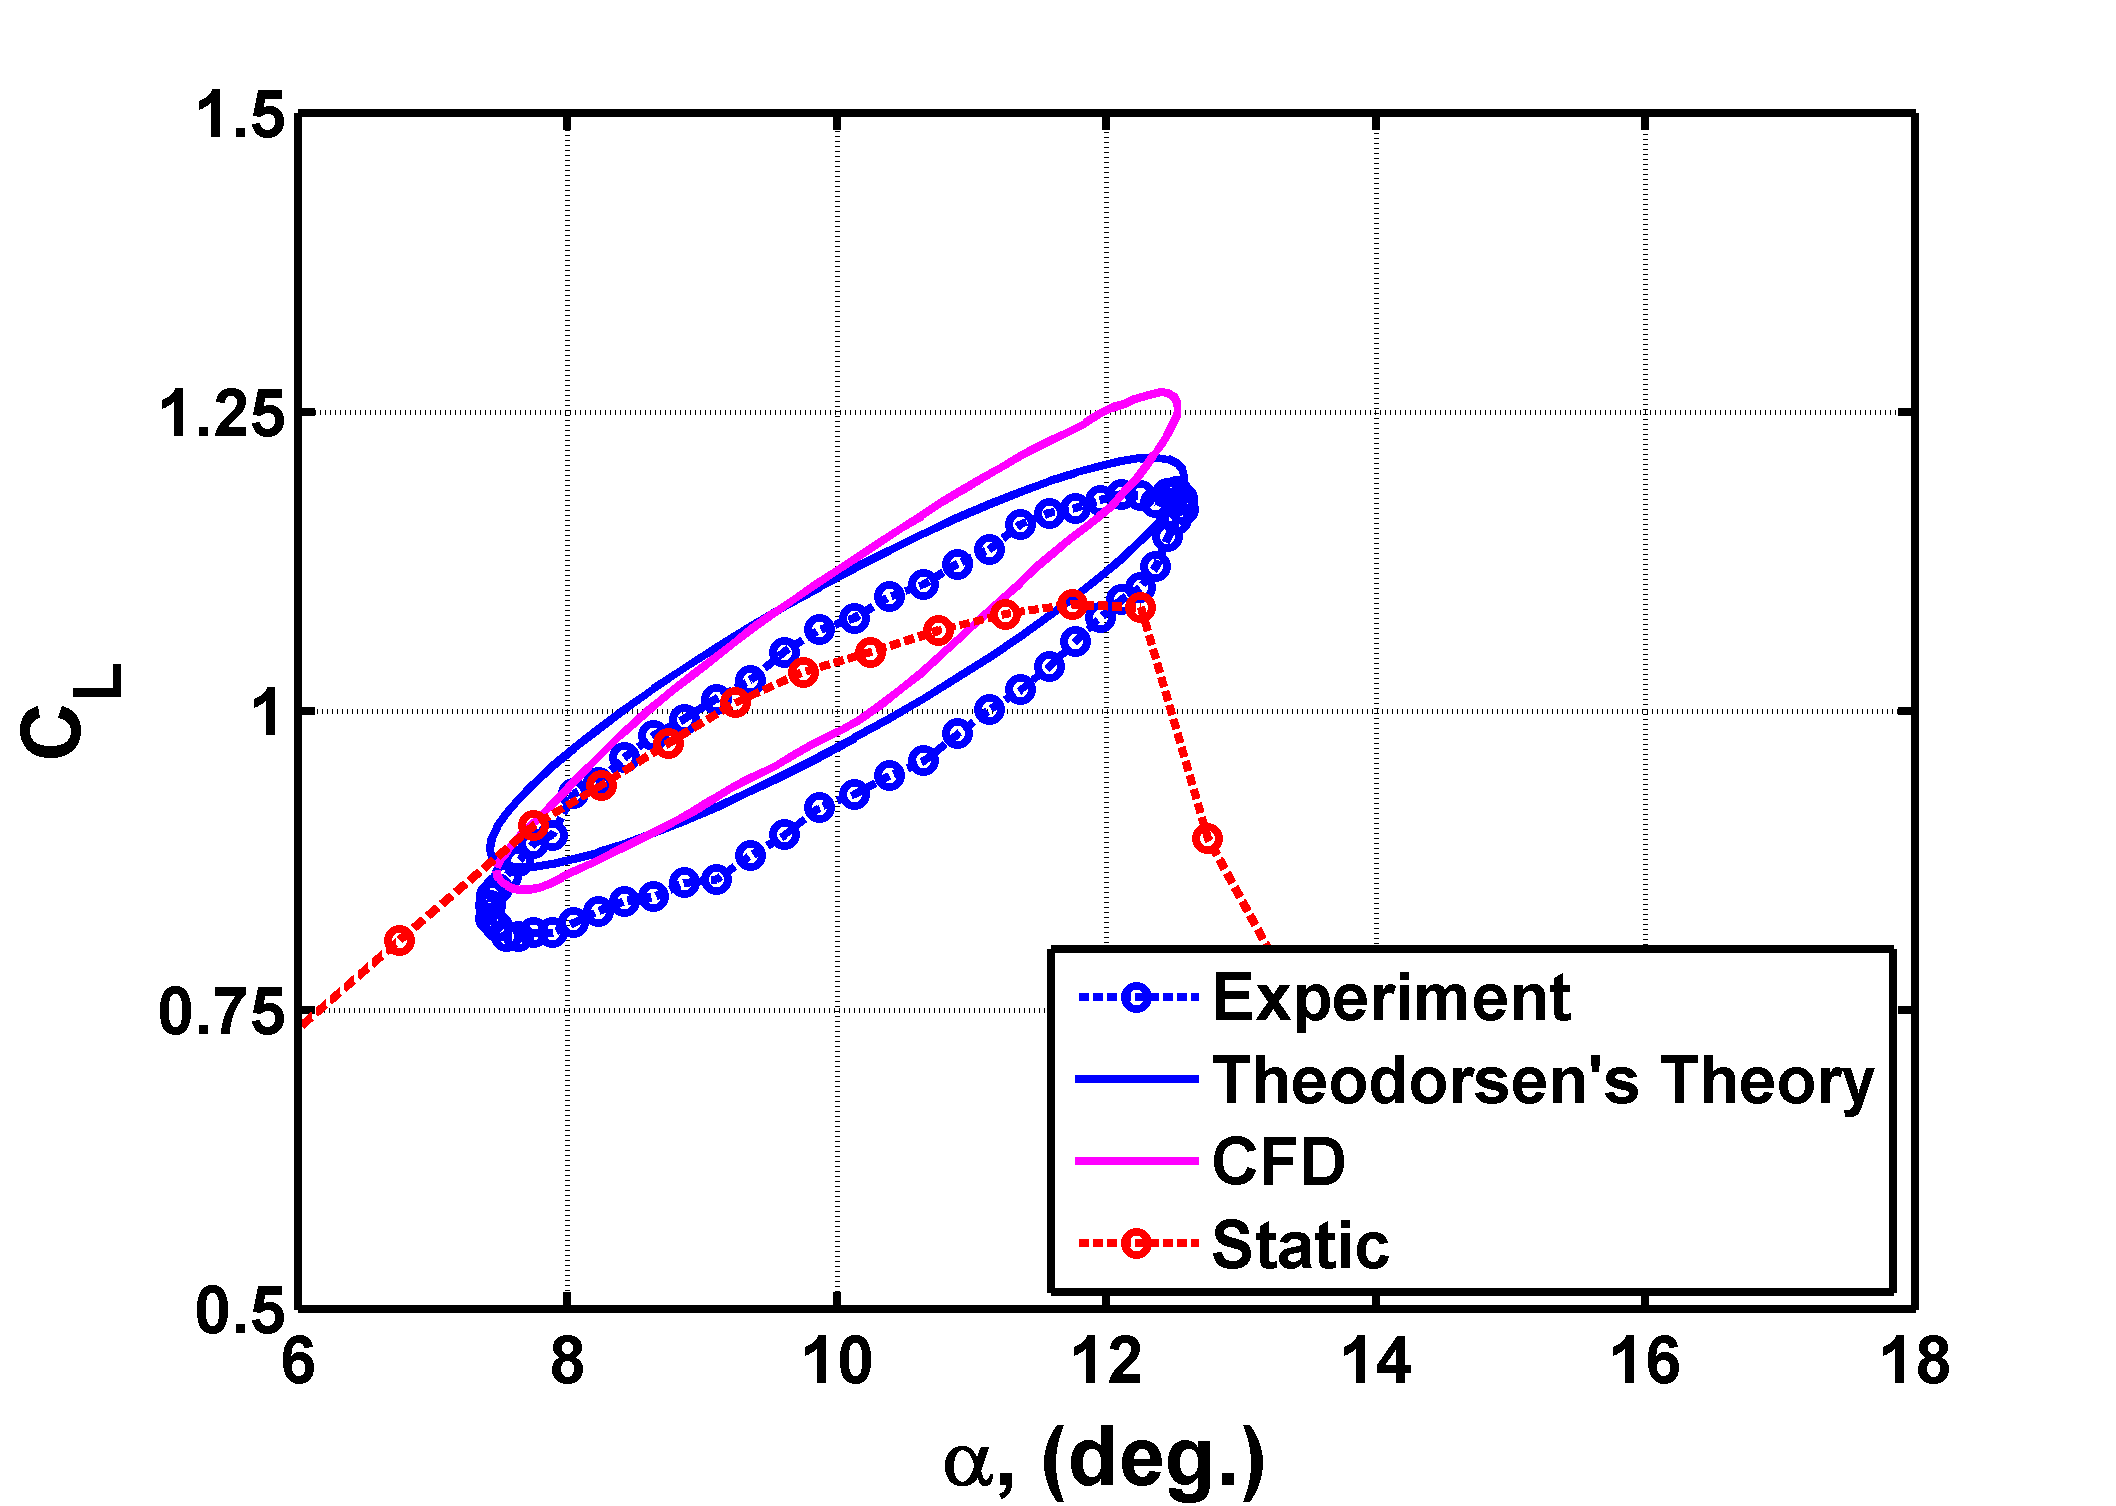 1.5
1.25
1
0.75
0.5
C_L
6 8 10 12 14 16 18
α, (deg.)
Experiment
Theodorsen's Theory
CFD
Static